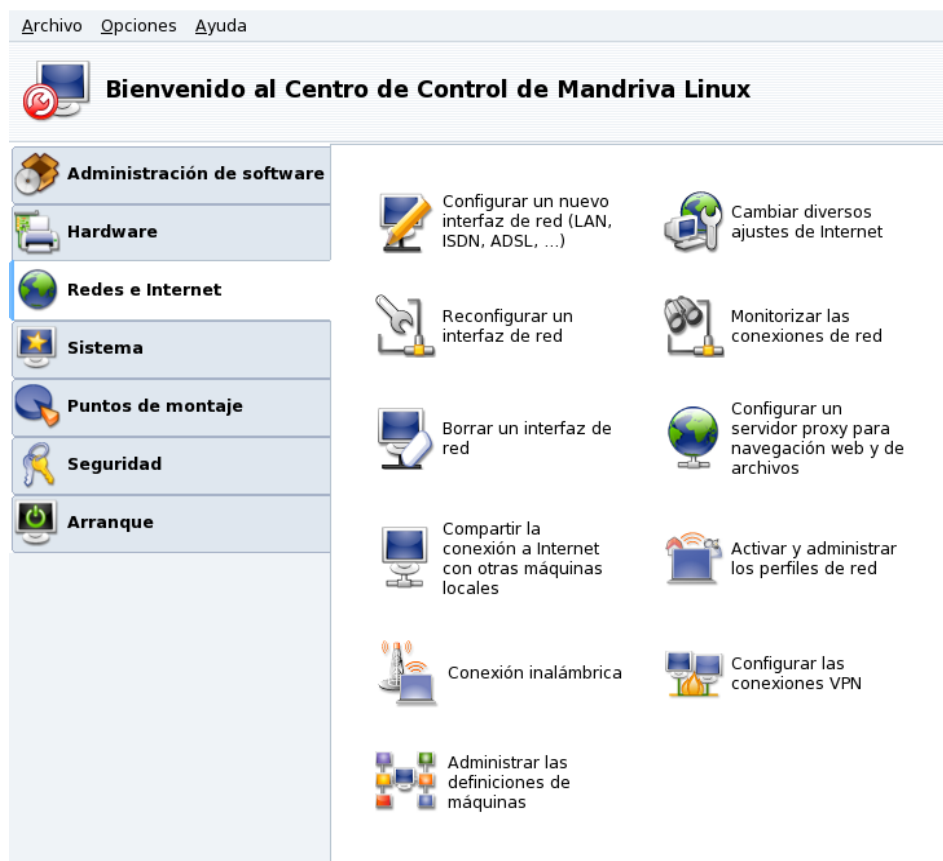 Archivo Opciones Ayuda
Bienvenido al Centro de Control de Mandriva Linux
Administración de software
Hardware
Redes e Internet
Sistema
Puntos de montaje
Seguridad
Arranque
Configurar un nuevo
interfaz de red (LAN,
ISDN, ADSL, ...)
Cambiar diversos
ajustes de Internet
Reconfigurar un
interfaz de red
Monitorizar las
conexiones de red
Borrar un interfaz de
red
Configurar un
servidor proxy para
navegación web y de
archivos
Compartir la
conexión a Internet
con otras máquinas
locales
Activar y administrar
los perfiles de red
Conexión inalámbrica
Configurar las
conexiones VPN
Administrar las
definiciones de
máquinas